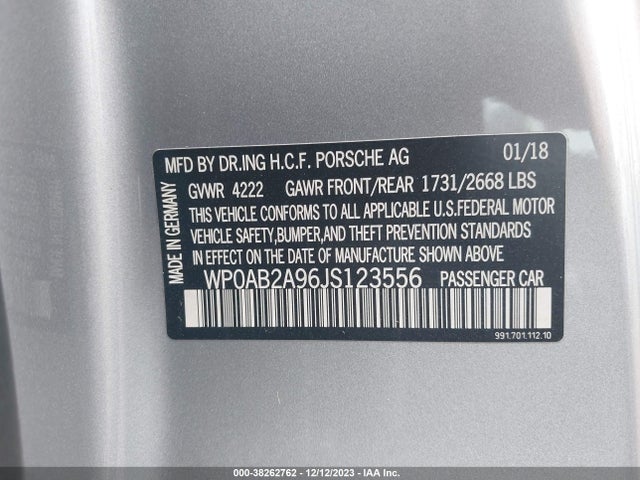 MFD BY DR.ING H.C.F. PORSCHE AG 01/18
GVWR 4222 GAWR FRONT/REAR 1731/2668 LBS
THIS VEHICLE CONFORMS TO ALL APPLICABLE U.S.FEDERAL MOTOR
VEHICLE SAFETY,BUMPER,AND THEFT PREVENTION STANDARDS
IN EFFECT ON THE DATE OF MANUFACTURE SHOWN ABOVE
WP0AB2A96JS123556 PASSENGER CAR
MADE IN GERMANY
991.701.112.10
000-38262762 - 12/12/2023 - IAA Inc.